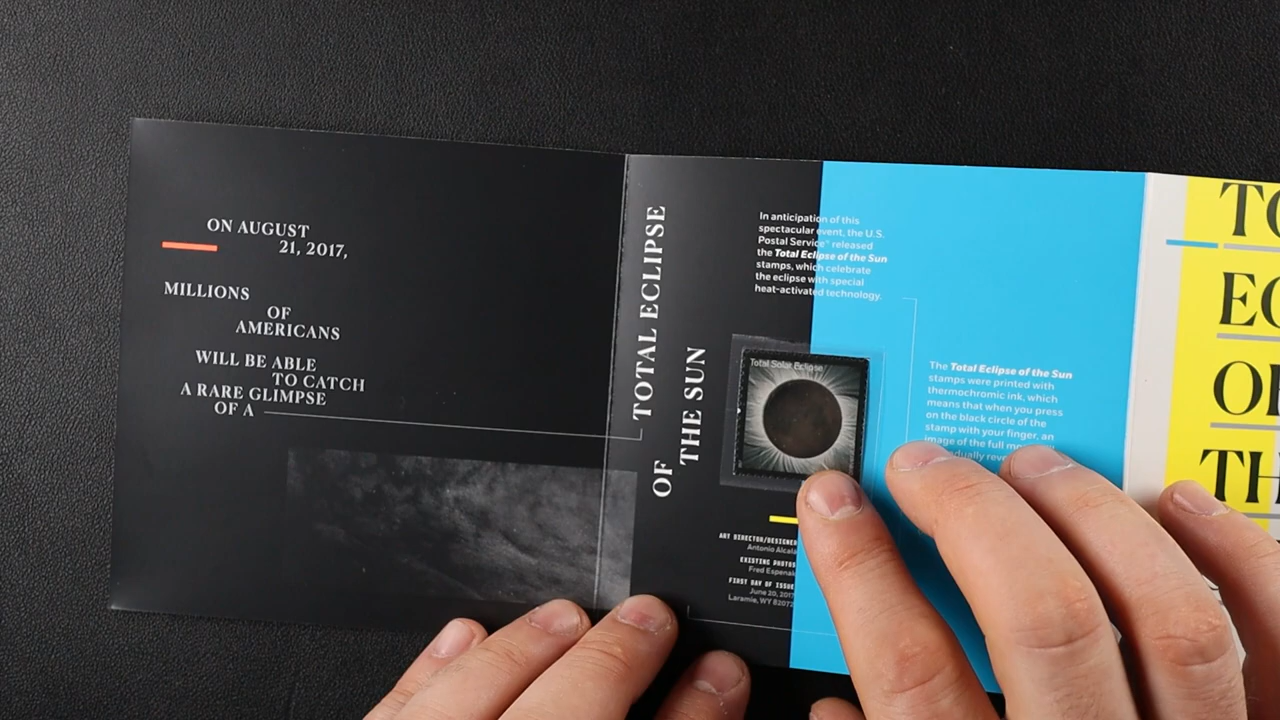 ON AUGUST
21, 2017,
MILLIONS
OF
AMERICANS
WILL BE ABLE
TO CATCH
A RARE GLIMPSE
OF A
TOTAL ECLIPSE
OF
THE SUN
In anticipation of this
spectacular event, the U.S.
Postal Service® released
the Total Eclipse of the Sun
stamps, which celebrate
the eclipse with special
heat-activated technology.
Total Solar Eclipse
ART DIRECTOR/DESIGNER
Antonio Alcalá
EXISTING PHOTOS
Fred Espenak
FIRST DAY OF ISSUE
June 20, 2017
Laramie, WY 82072
The Total Eclipse of the Sun
stamps were printed with
thermochromic ink, which
means that when you press
on the black circle of the
stamp with your finger, an
image of the full
TO
EC
OF
TH